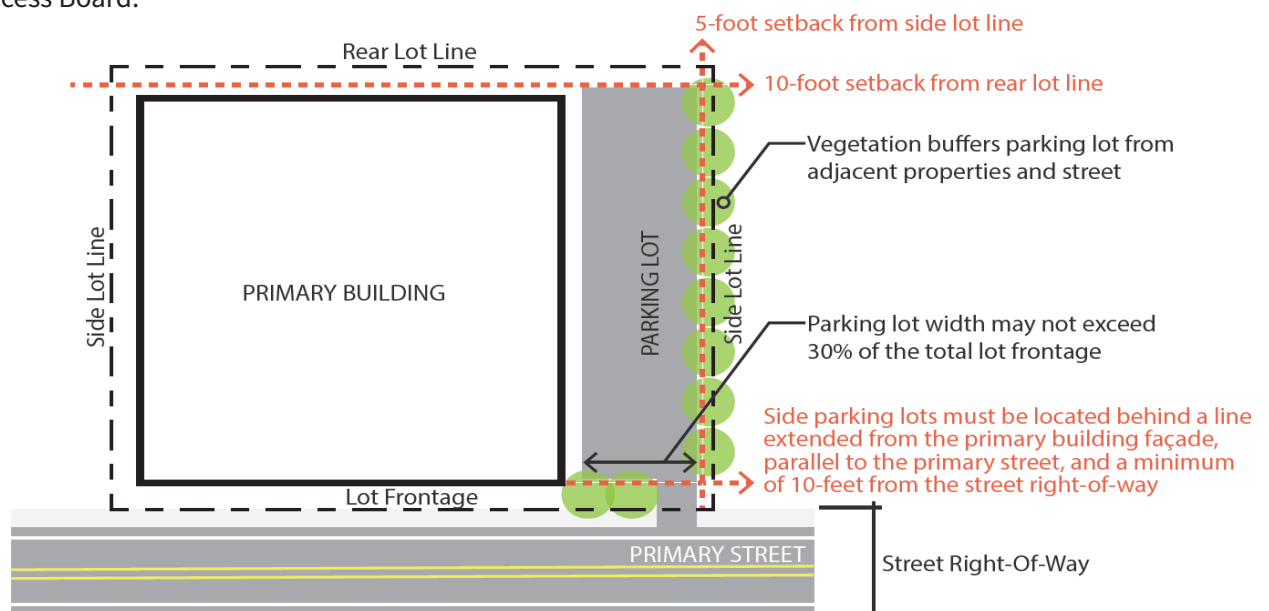 cess Board.
5-foot setback from side lot line
Rear Lot Line
10-foot setback from rear lot line
Vegetation buffers parking lot from
adjacent properties and street
Side Lot Line
PRIMARY BUILDING
PARKING LOT
Side Lot Line
Parking lot width may not exceed
30% of the total lot frontage
Side parking lots must be located behind a line
extended from the primary building façade,
parallel to the primary street, and a minimum
of 10-feet from the street right-of-way
Lot Frontage
PRIMARY STREET
Street Right-Of-Way